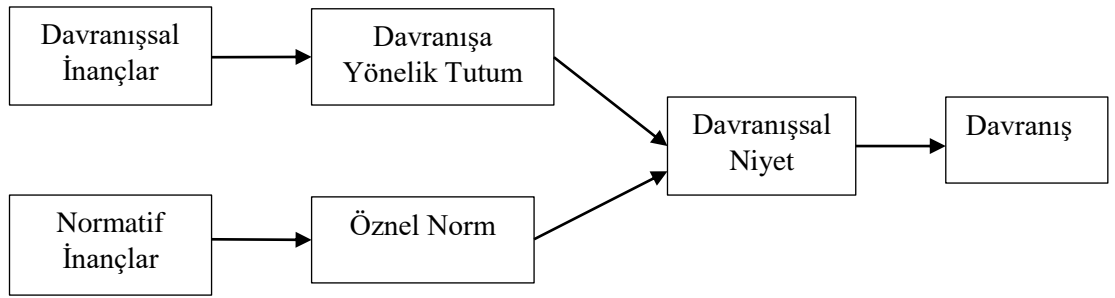 Davranışsal
İnançlar
Davranışa
Yönelik Tutum
Davranışsal
Niyet
Davranış
Normatif
İnançlar
Öznel Norm